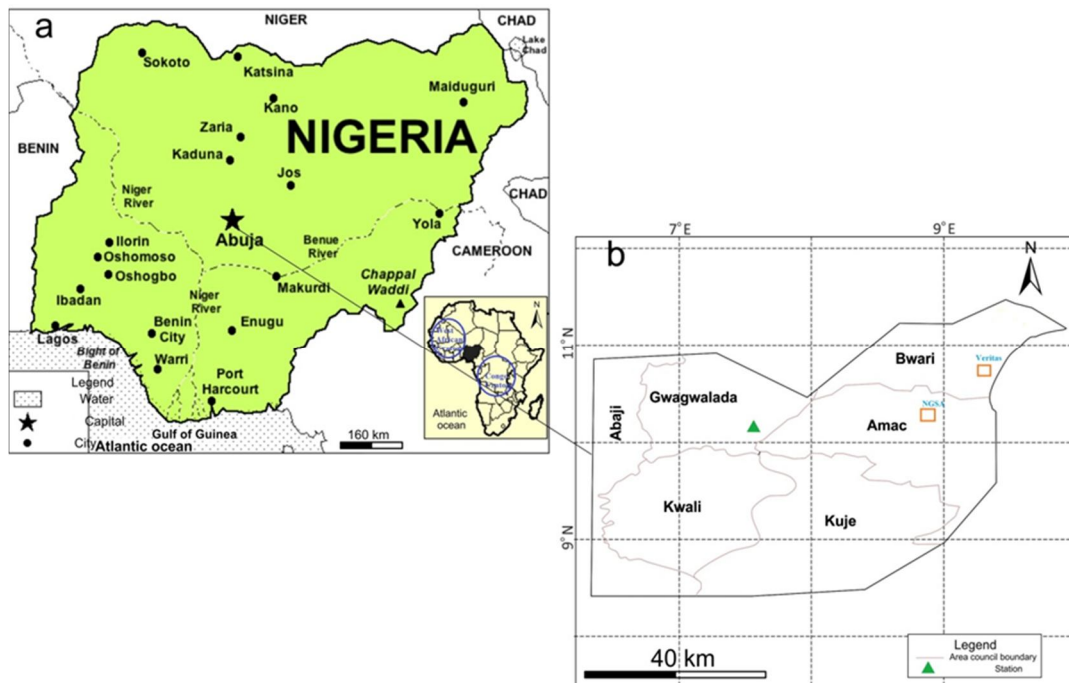 a
NIGER
CHAD
Lake
Chad
Sokoto
Katsina
Maiduguri
Kano
Zaria
NIGERIA
BENIN
Kaduna
Jos
CHAD
Niger
River
Yola
Abuja
Ilorin
Benue
River
CAMEROON
Oshomoso
Oshogbo
Chappal
Waddi
Makurdi
Ibadan
Niger
River
Enugu
Lagos
Benin
City
Bight of
Benin
Warri
Port
Harcourt
Legend
Water
Capital
City
Gulf of Guinea
Atlantic ocean
160 km
N
West
African
Congo
Atlantic
ocean
b
7°E
9°E
N
11°N
9°N
Bwari
Veritas
Gwagwalada
NGSA
Abaji
Amac
Kwali
Kuje
40 km
Legend
Area council boundary
Station